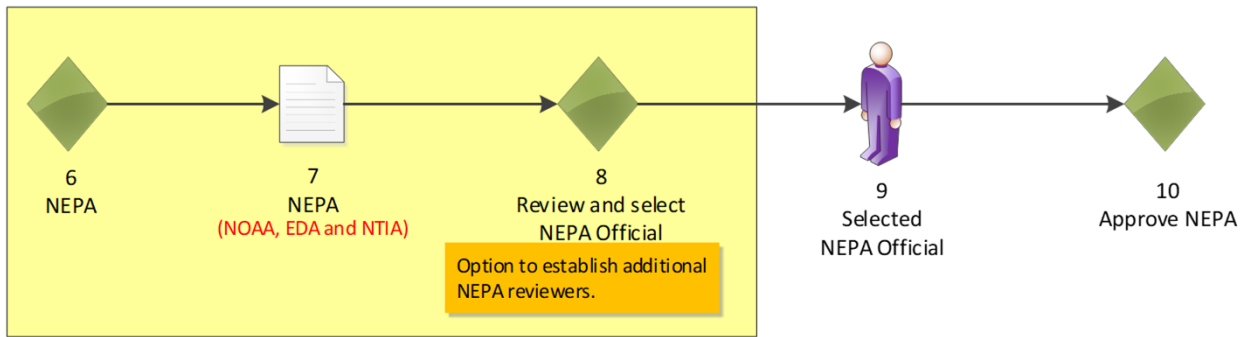 6
NEPA
7
NEPA
(NOAA, EDA and NTIA)
8
Review and select
NEPA Official
Option to establish additional
NEPA reviewers.
9
Selected
NEPA Official
10
Approve NEPA